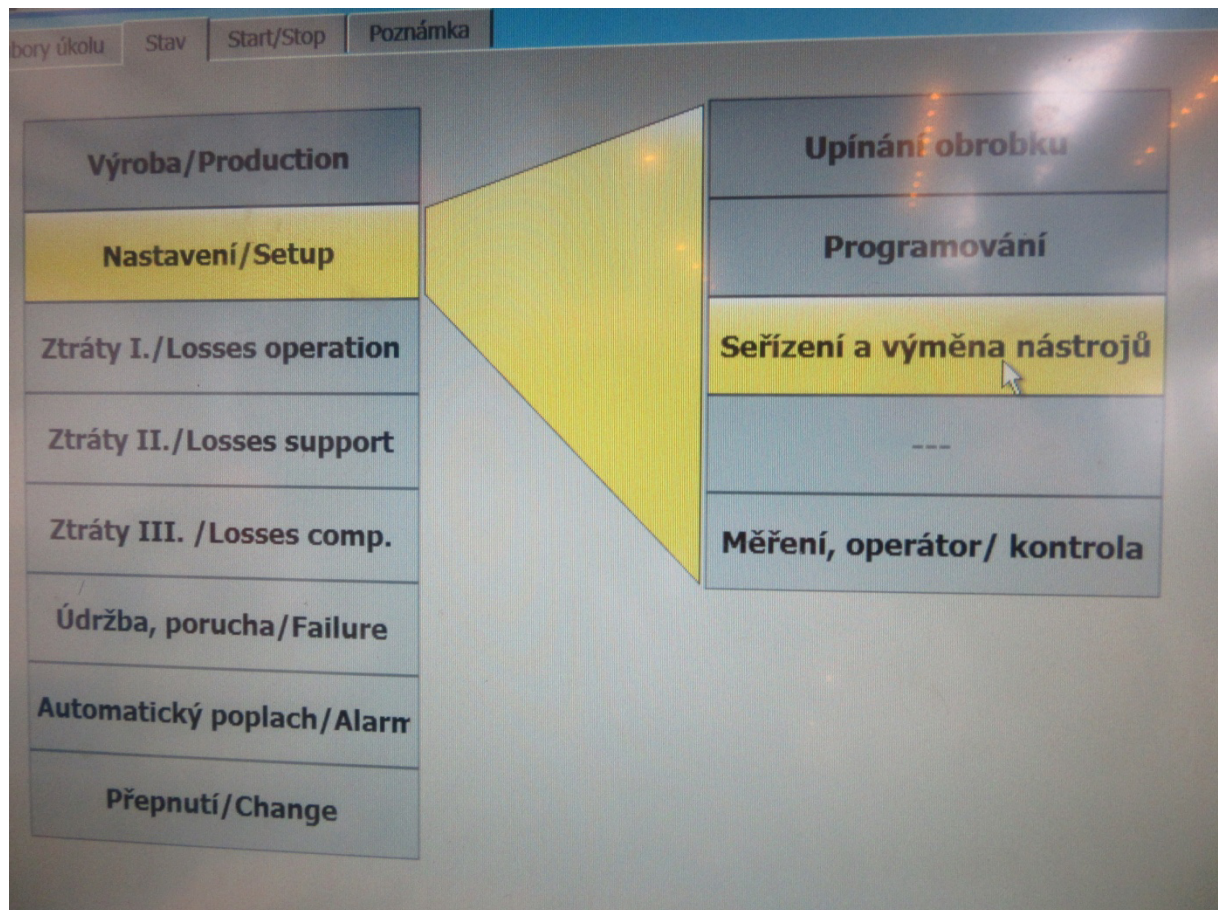 bory úkolu
Stav
Start/Stop
Poznámka
Výroba/Production
Nastavení/Setup
Ztráty I./Losses operation
Ztráty II./Losses support
Ztráty III. /Losses comp.
Údržba, porucha/Failure
Automatický poplach/Alarm
Přepnutí/Change
Upínání obrobku
Programování
Seřízení a výměna nástrojů
---
Měření, operátor/ kontrola